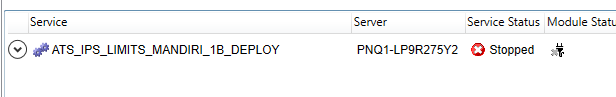 Service Server Service Status Module Statu
ATS_IPS_LIMITS_MANDIRI_1B_DEPLOY PNQ1-LP9R275Y2 Stopped